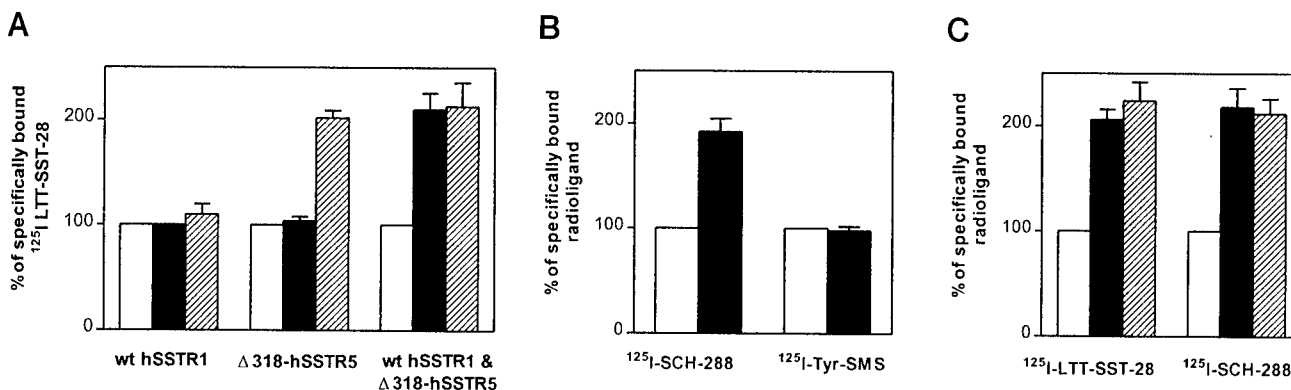 A
% of specifically bound
¹²⁵I LTT-SST-28
200
100
0
wt hSSTR1
Δ318-hSSTR5
wt hSSTR1 &
Δ318-hSSTR5
B
% of specifically bound
radioligand
200
100
0
¹²⁵I-SCH-288
¹²⁵I-Tyr-SMS
C
% of specifically bound
radioligand
200
100
0
¹²⁵I-LTT-SST-28
¹²⁵I-SCH-288